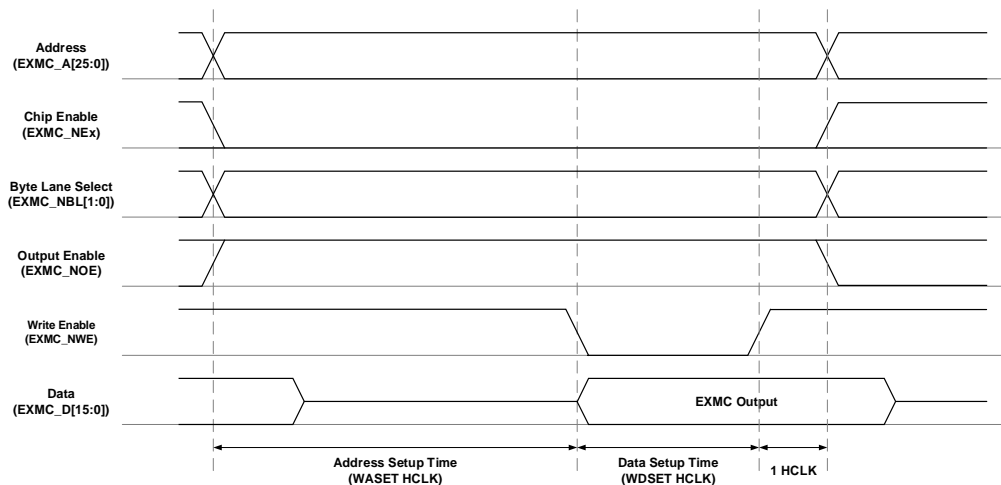 Address
(EXMC_A[25:0])
Chip Enable
(EXMC_NEx)
Byte Lane Select
(EXMC_NBL[1:0])
Output Enable
(EXMC_NOE)
Write Enable
(EXMC_NWE)
Data
(EXMC_D[15:0])
EXMC Output
Address Setup Time
(WASET HCLK)
Data Setup Time
(WDSET HCLK)
1 HCLK